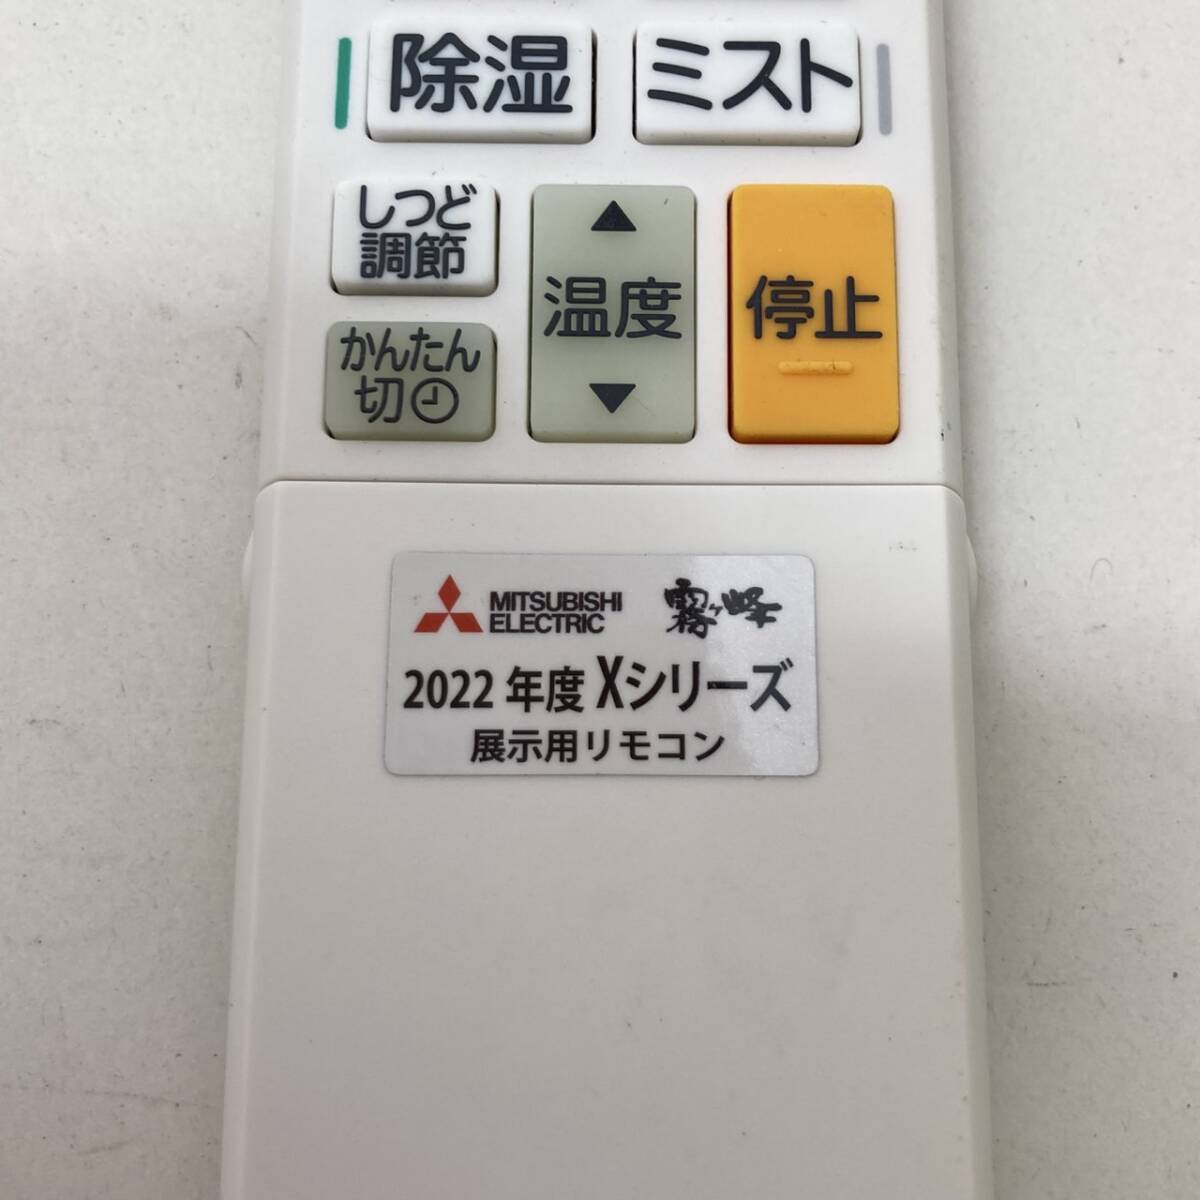 除湿 ミスト
しつど
調節
▲
温度
▼
停止
かんたん
切
MITSUBISHI
ELECTRIC
霧ヶ峰
2022 年度 Xシリーズ
展示用リモコン